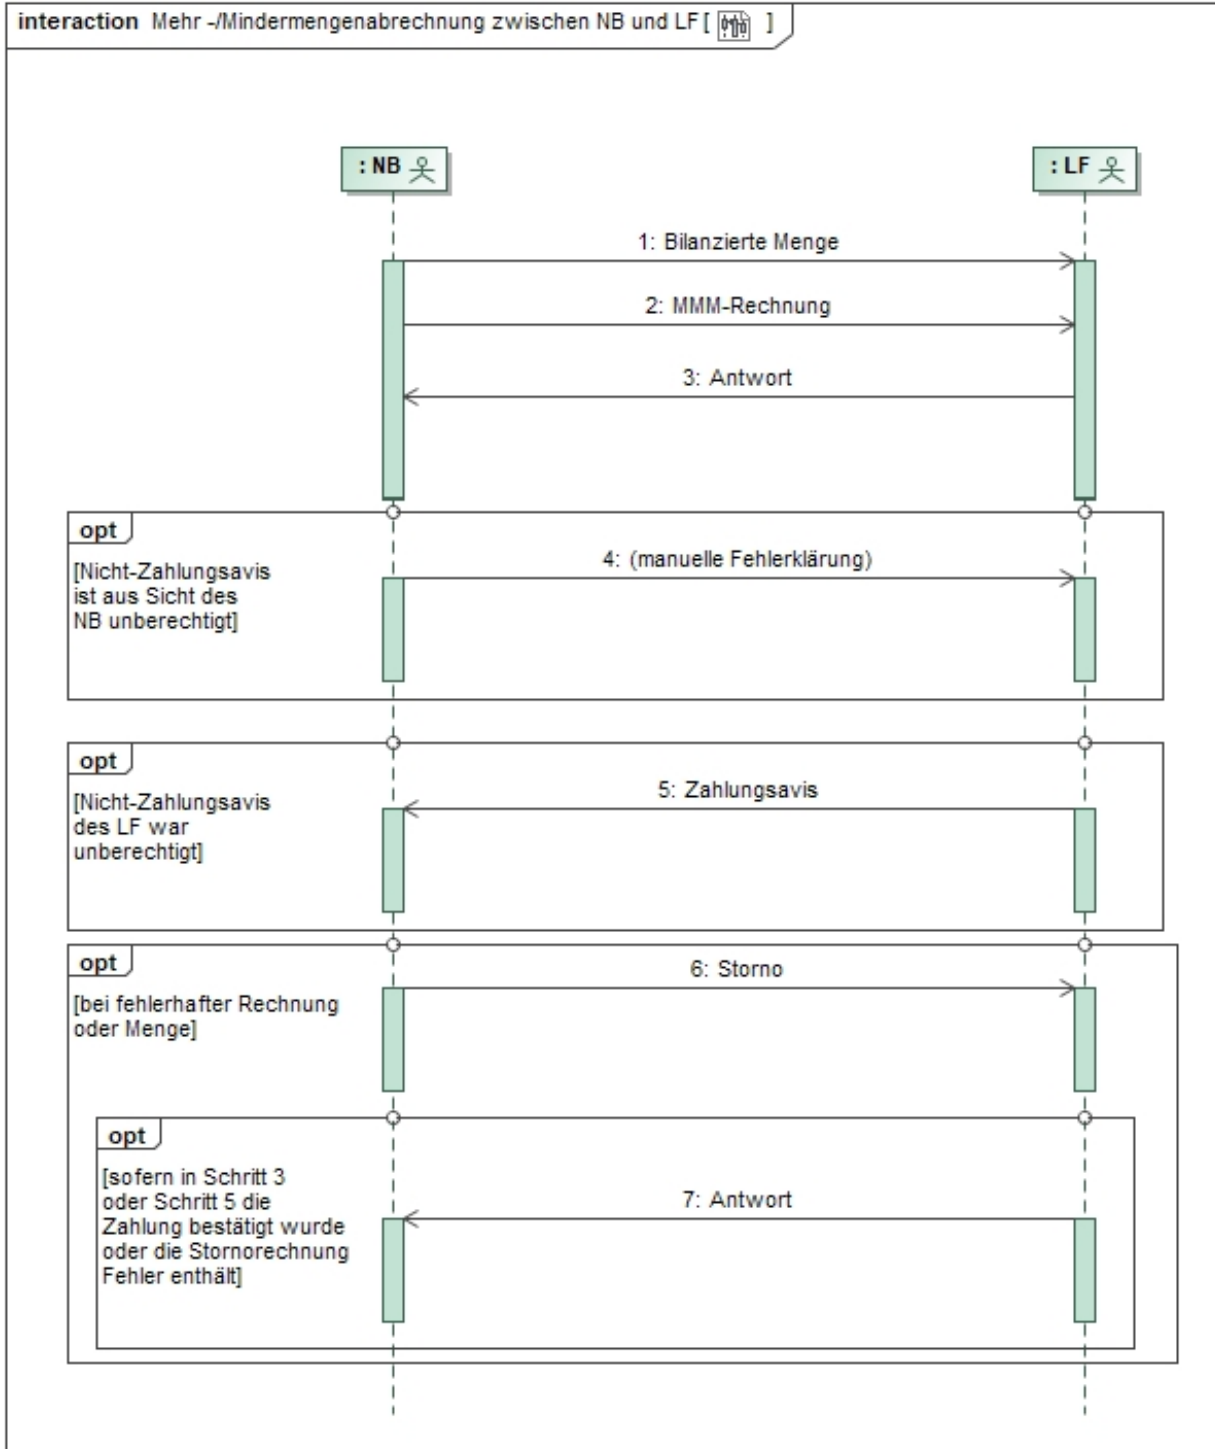 interaction Mehr -/Mindermengenabrechnung zwischen NB und LF [ ]
: NB
: LF
1: Bilanzierte Menge
2: MMM-Rechnung
3: Antwort
opt
4: (manuelle Fehlerklärung)
[Nicht-Zahlungsavis
ist aus Sicht des
NB unberechtigt]
opt
5: Zahlungsavis
[Nicht-Zahlungsavis
des LF war
unberechtigt]
opt
6: Storno
[bei fehlerhafter Rechnung
oder Menge]
opt
[sofern in Schritt 3
oder Schritt 5 die
7: Antwort
Zahlung bestätigt wurde
oder die Stornorechnung
Fehler enthält]